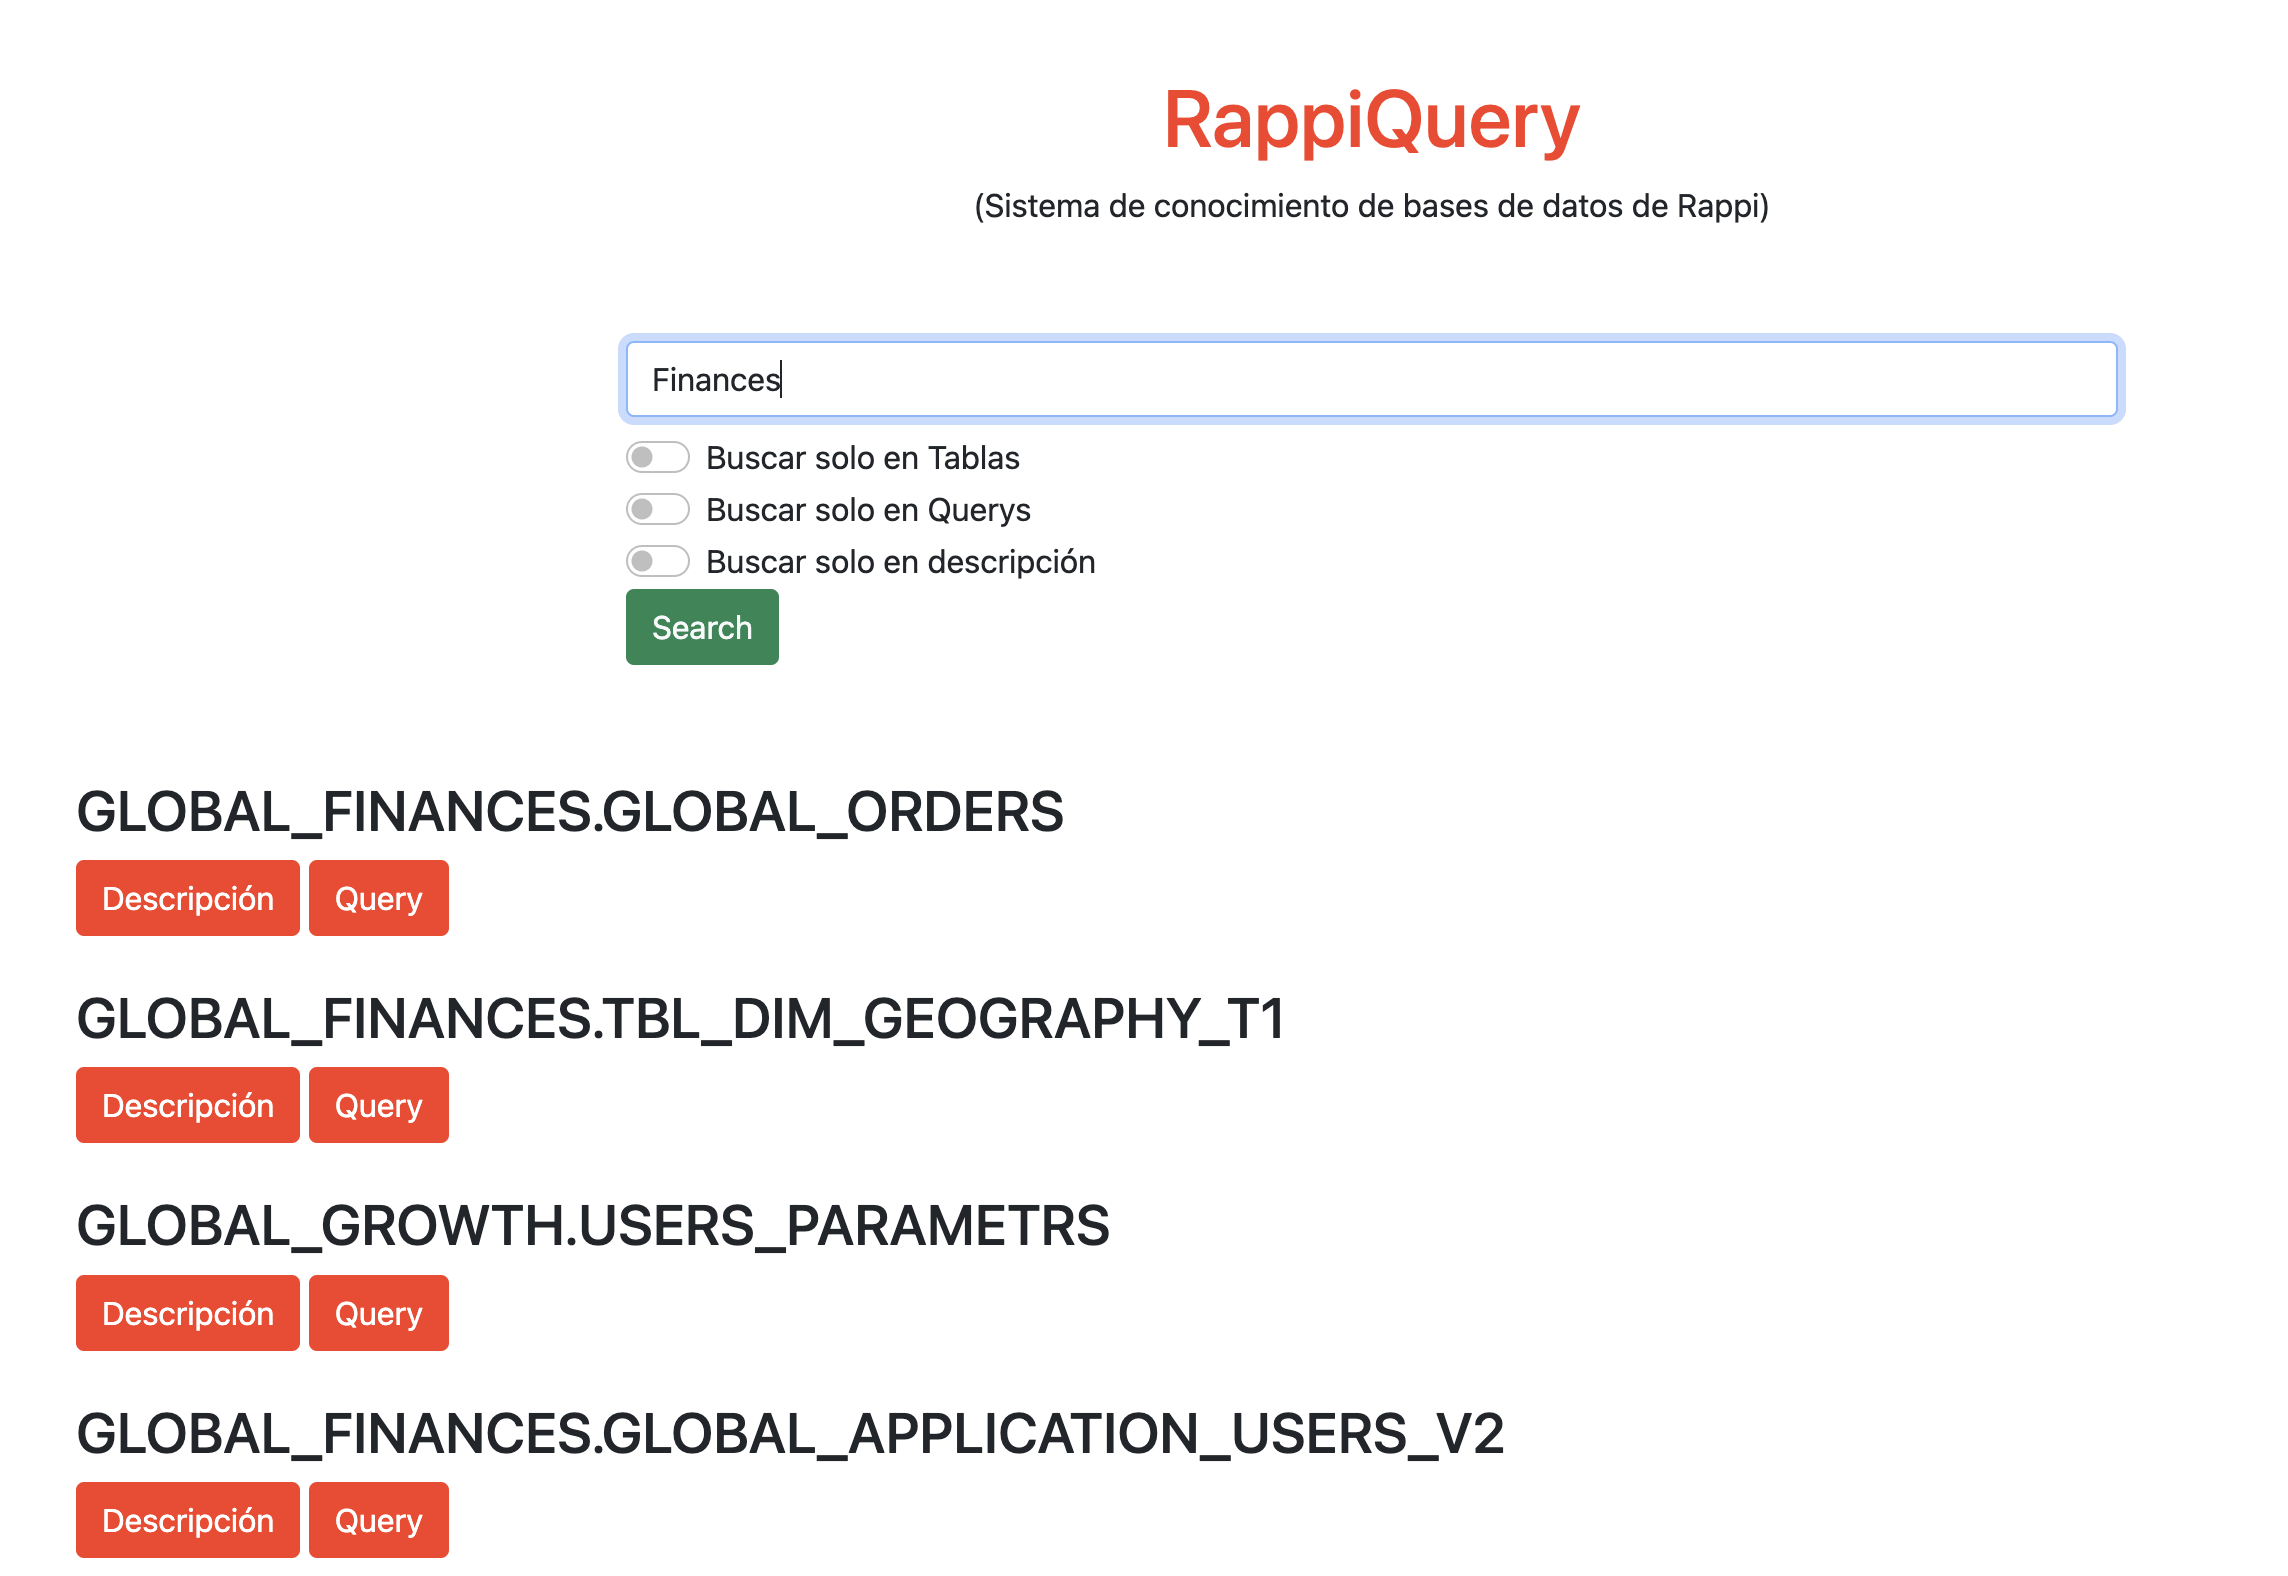 RappiQuery
(Sistema de conocimiento de bases de datos de Rappi)
Finances
Buscar solo en Tablas
Buscar solo en Querys
Buscar solo en descripción
Search
GLOBAL_FINANCES.GLOBAL_ORDERS
Descripción Query
GLOBAL_FINANCES.TBL_DIM_GEOGRAPHY_T1
Descripción Query
GLOBAL_GROWTH.USERS_PARAMETRS
Descripción Query
GLOBAL_FINANCES.GLOBAL_APPLICATION_USERS_V2
Descripción Query